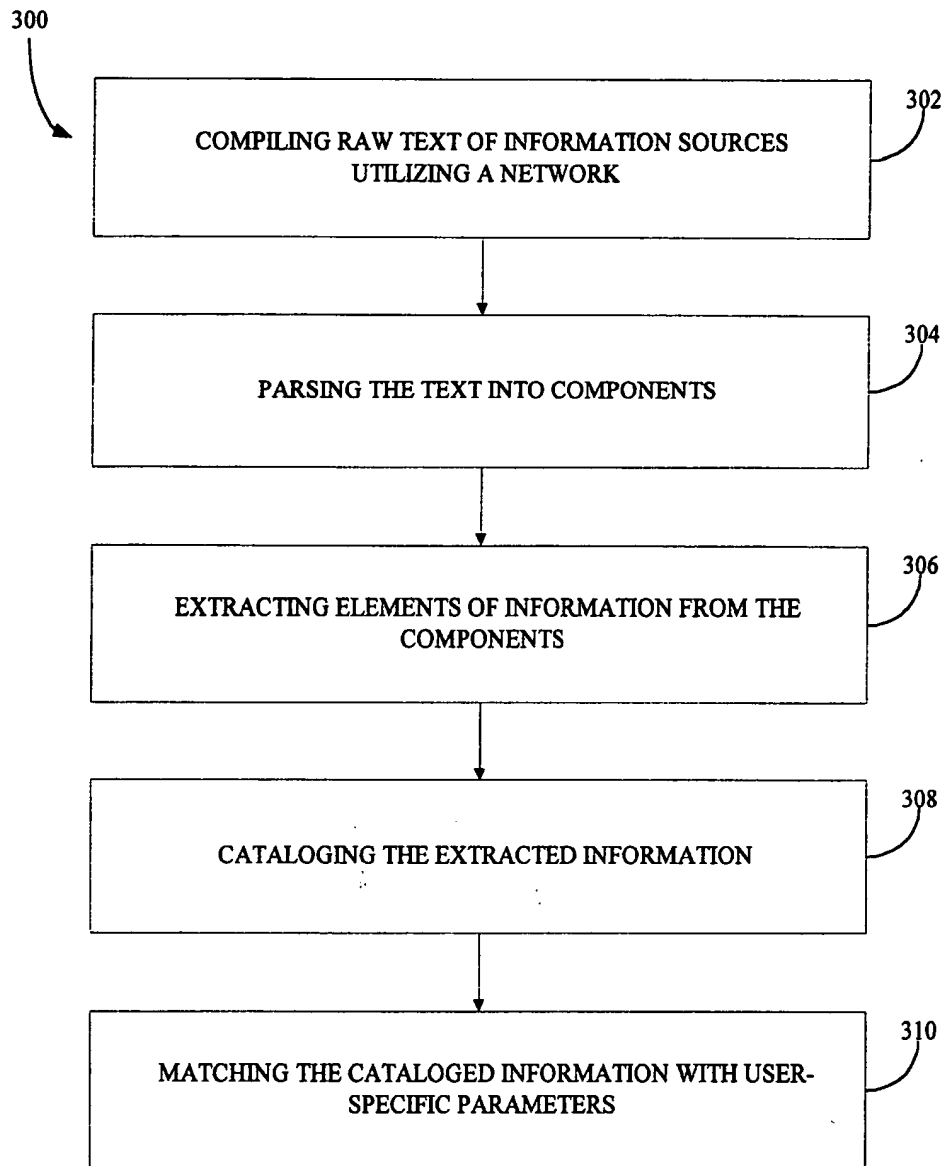 300
302
COMPILING RAW TEXT OF INFORMATION SOURCES
UTILIZING A NETWORK
304
PARSING THE TEXT INTO COMPONENTS
306
EXTRACTING ELEMENTS OF INFORMATION FROM THE
COMPONENTS
308
CATALOGING THE EXTRACTED INFORMATION
310
MATCHING THE CATALOGED INFORMATION WITH USER-
SPECIFIC PARAMETERS